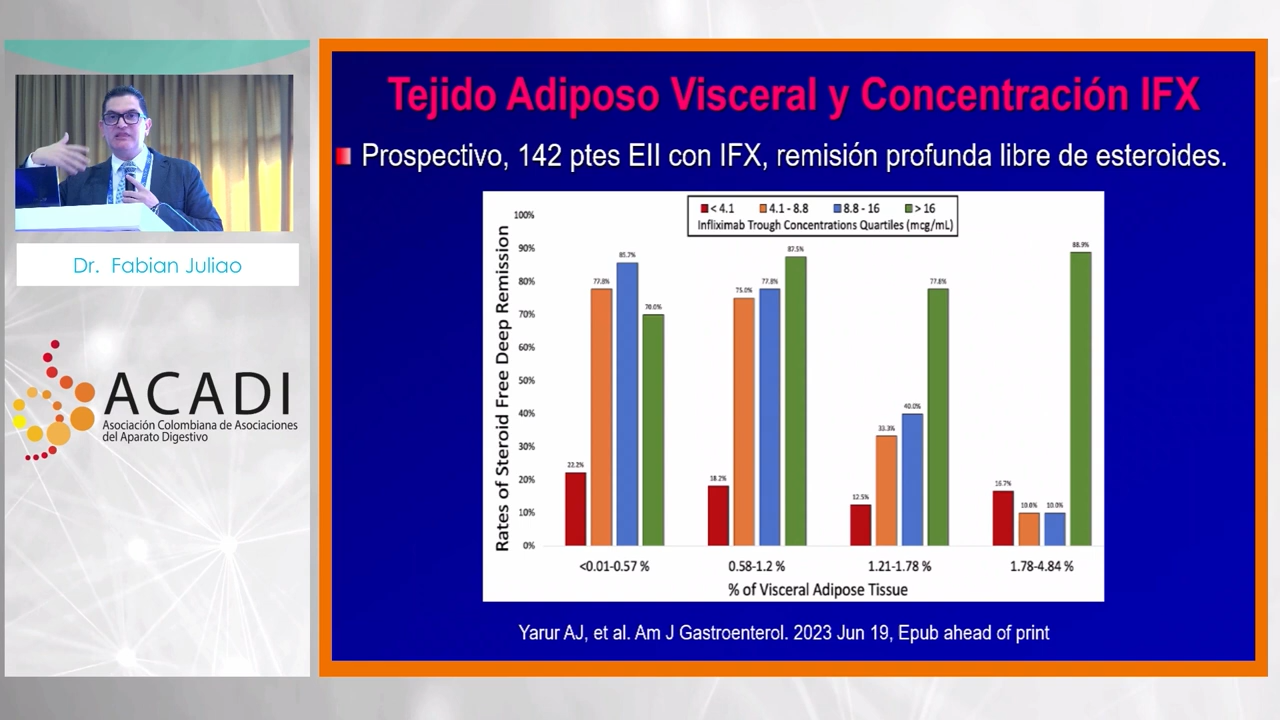 Dr. Fabian Juliao
ACADI
Asociación Colombiana de Asociaciones
del Aparato Digestivo
Tejido Adiposo Visceral y Concentración IFX
Prospectivo, 142 ptes EII con IFX, remisión profunda libre de esteroides.
< 4.1 4.1 - 8.8 8.8 - 16 > 16
Infliximab Trough Concentrations Quartiles (mcg/mL)
Rates of Steroid Free Deep Remission
100%
90%
80%
70%
60%
50%
40%
30%
20%
10%
0%
22.2% 77.8% 85.7% 70.0%
18.2% 75.0% 77.8% 87.5%
12.5% 33.3% 40.0% 77.8%
16.7% 10.0% 10.0% 88.9%
<0.01-0.57 % 0.58-1.2 % 1.21-1.78 % 1.78-4.84 %
% of Visceral Adipose Tissue
Yarur AJ, et al. Am J Gastroenterol. 2023 Jun 19, Epub ahead of print